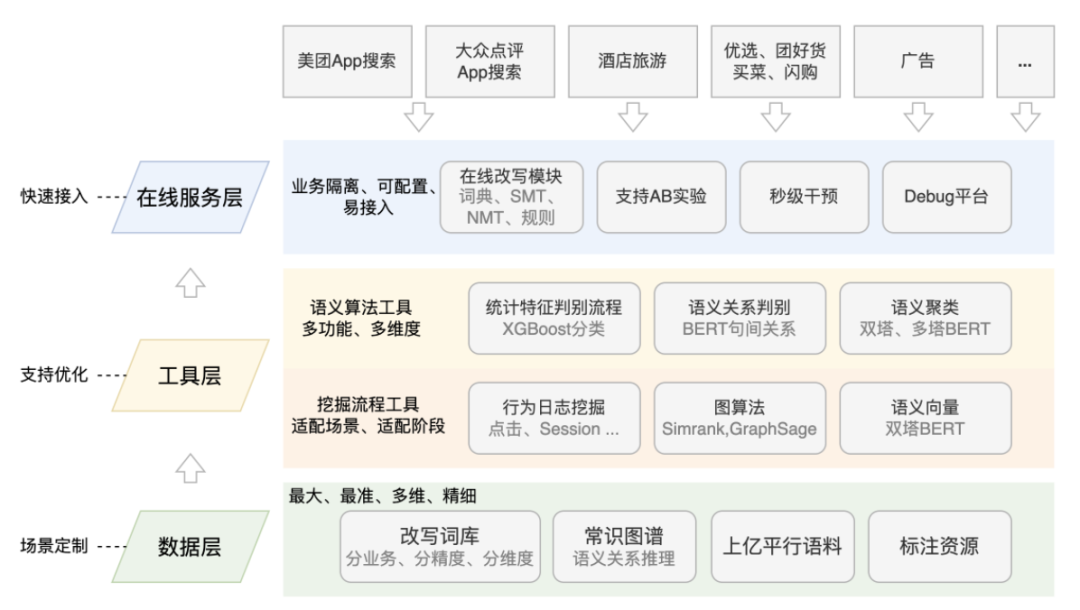 美团App搜索
大众点评
App搜索
酒店旅游
优选、团好货
买菜、闪购
广告
...
快速接入
在线服务层
业务隔离、可配置、
易接入
在线改写模块
词典、SMT、
NMT、规则
支持AB实验
秒级干预
Debug平台
语义算法工具
多功能、多维度
统计特征判别流程
XGBoost分类
语义关系判别
BERT句间关系
语义聚类
双塔、多塔BERT
支持优化
工具层
挖掘流程工具
适配场景、适配阶段
行为日志挖掘
点击、Session ...
图算法
Simrank,GraphSage
语义向量
双塔BERT
最大、最准、多维、精细
场景定制
数据层
改写词库
分业务、分精度、分维度
常识图谱
语义关系推理
上亿平行语料
标注资源